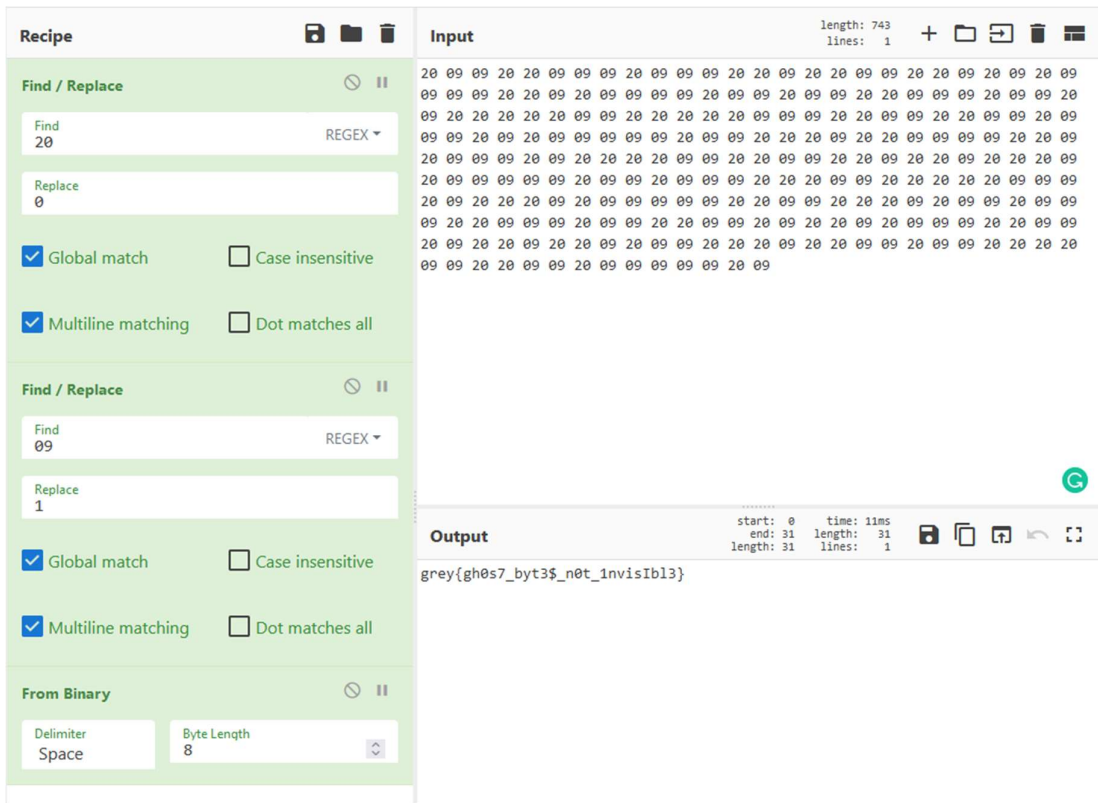 Recipe
Find / Replace
Find
20
REGEX
Replace
0
Global match
Case insensitive
Multiline matching
Dot matches all
Find / Replace
Find
09
REGEX
Replace
1
Global match
Case insensitive
Multiline matching
Dot matches all
From Binary
Delimiter
Space
Byte Length
8
Input
length: 743
lines: 1
20 09 09 20 20 09 09 09 20 09 09 09 20 20 09 20 20 09 09 20 20 09 20 09 20 09
09 09 09 20 20 09 20 09 09 09 09 20 09 09 20 09 09 20 20 09 09 09 20 09 09 20
09 20 20 20 20 20 09 09 20 20 20 20 20 09 09 09 20 20 09 09 20 20 09 09 20 09
09 09 20 09 20 09 09 09 09 09 20 09 09 20 20 20 09 20 20 09 09 09 09 20 20 09
20 09 09 09 20 09 20 20 20 20 09 09 20 20 09 09 20 20 09 20 20 09 20 20 20 09
20 09 09 09 09 09 20 09 09 20 09 09 09 20 20 20 09 09 20 20 20 20 20 09 09 09
20 09 20 20 20 09 20 09 09 09 09 09 20 20 09 09 20 20 20 09 20 09 09 20 09 09
09 20 20 09 09 09 20 09 09 20 20 09 09 20 09 20 20 09 20 09 09 09 20 20 09 09
20 09 20 20 09 20 20 09 20 09 09 20 20 20 09 20 20 09 09 20 09 09 20 20 20 20
09 09 20 20 09 09 20 09 09 09 09 09 20 09
Output
start: 0
end: 31
length: 31
time: 11ms
length: 31
lines: 1
grey{gh0s7_byt3$_n0t_1nvisIbl3}